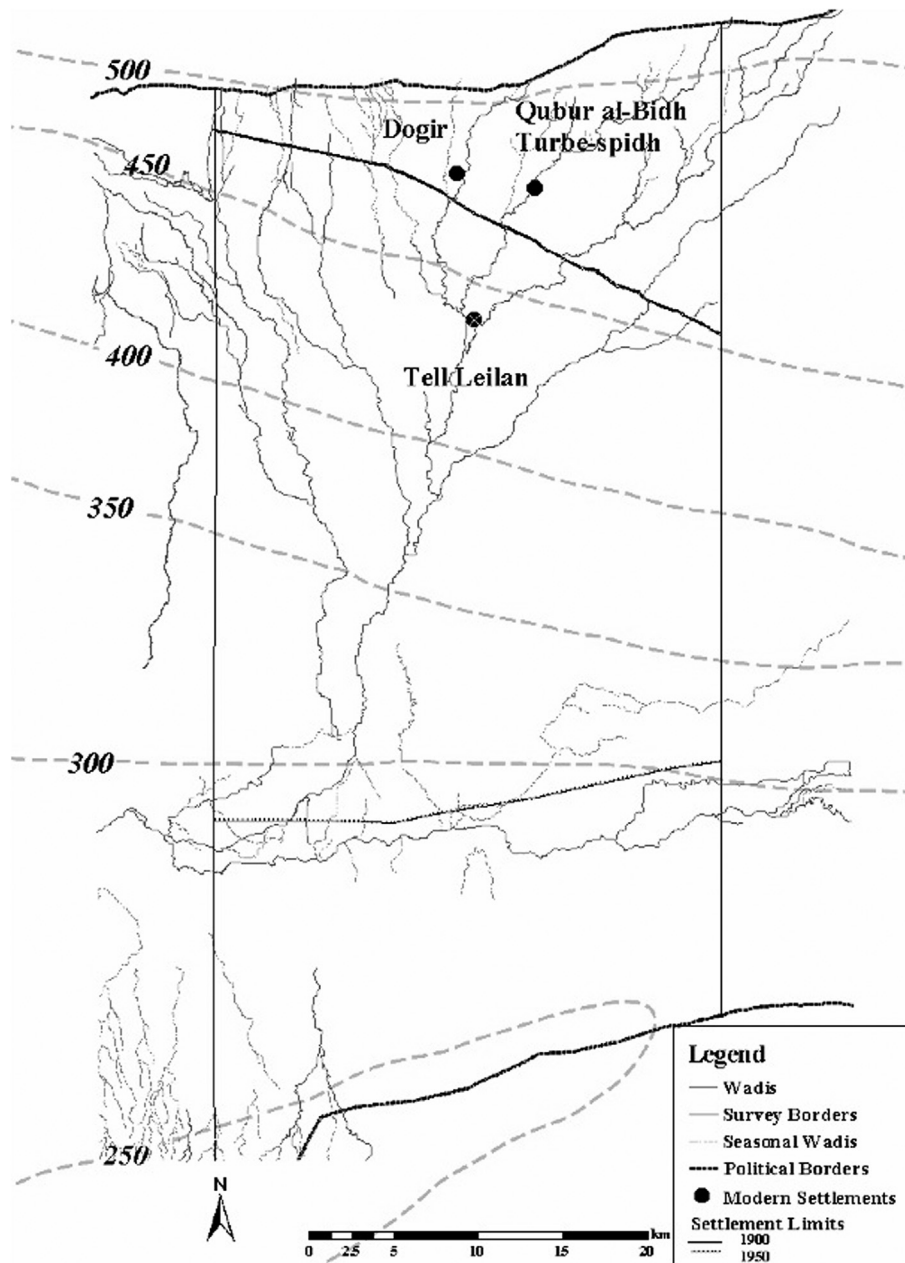 500
Qubur al-Bidh
Dogir
Turbe-spidh
450
400
Tell Leilan
350
300
250
N
km
0 2.5 5 10 20
Legend
Wadis
Survey Borders
Seasonal Wadis
Political Borders
Modern Settlements
Settlement Limits
1900
1950